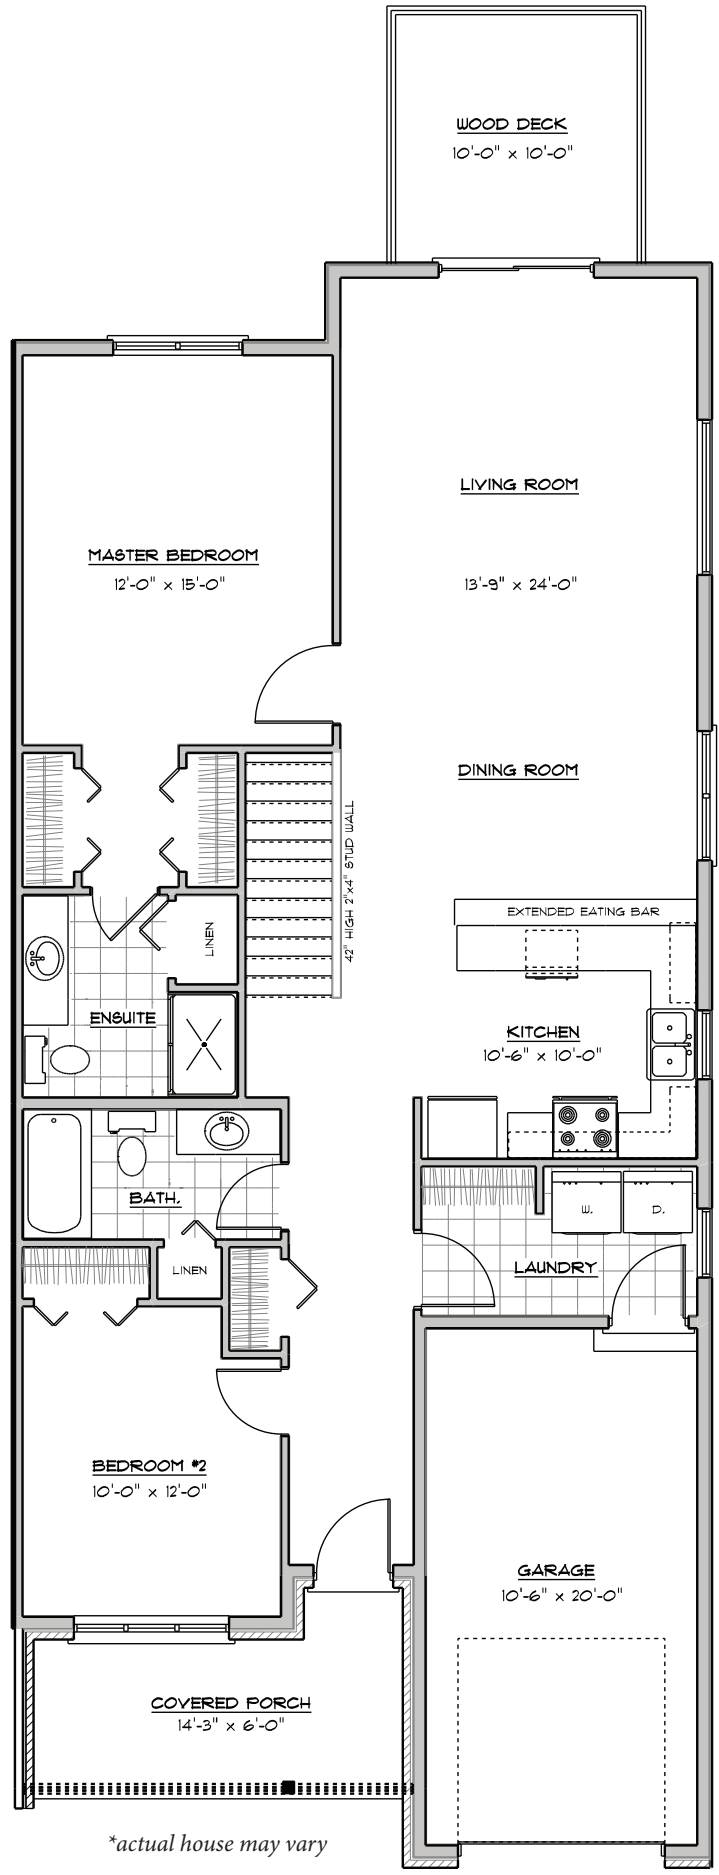 WOOD DECK
10'-0" x 10'-0"
LIVING ROOM
13'-9" x 24'-0"
MASTER BEDROOM
12'-0" x 15'-0"
DINING ROOM
42" HIGH 2"x4" STUD WALL
EXTENDED EATING BAR
LINEN
ENSUITE
KITCHEN
10'-6" x 10'-0"
BATH.
W.
D.
LINEN
LAUNDRY
BEDROOM #2
10'-0" x 12'-0"
GARAGE
10'-6" x 20'-0"
COVERED PORCH
14'-3" x 6'-0"
*actual house may vary